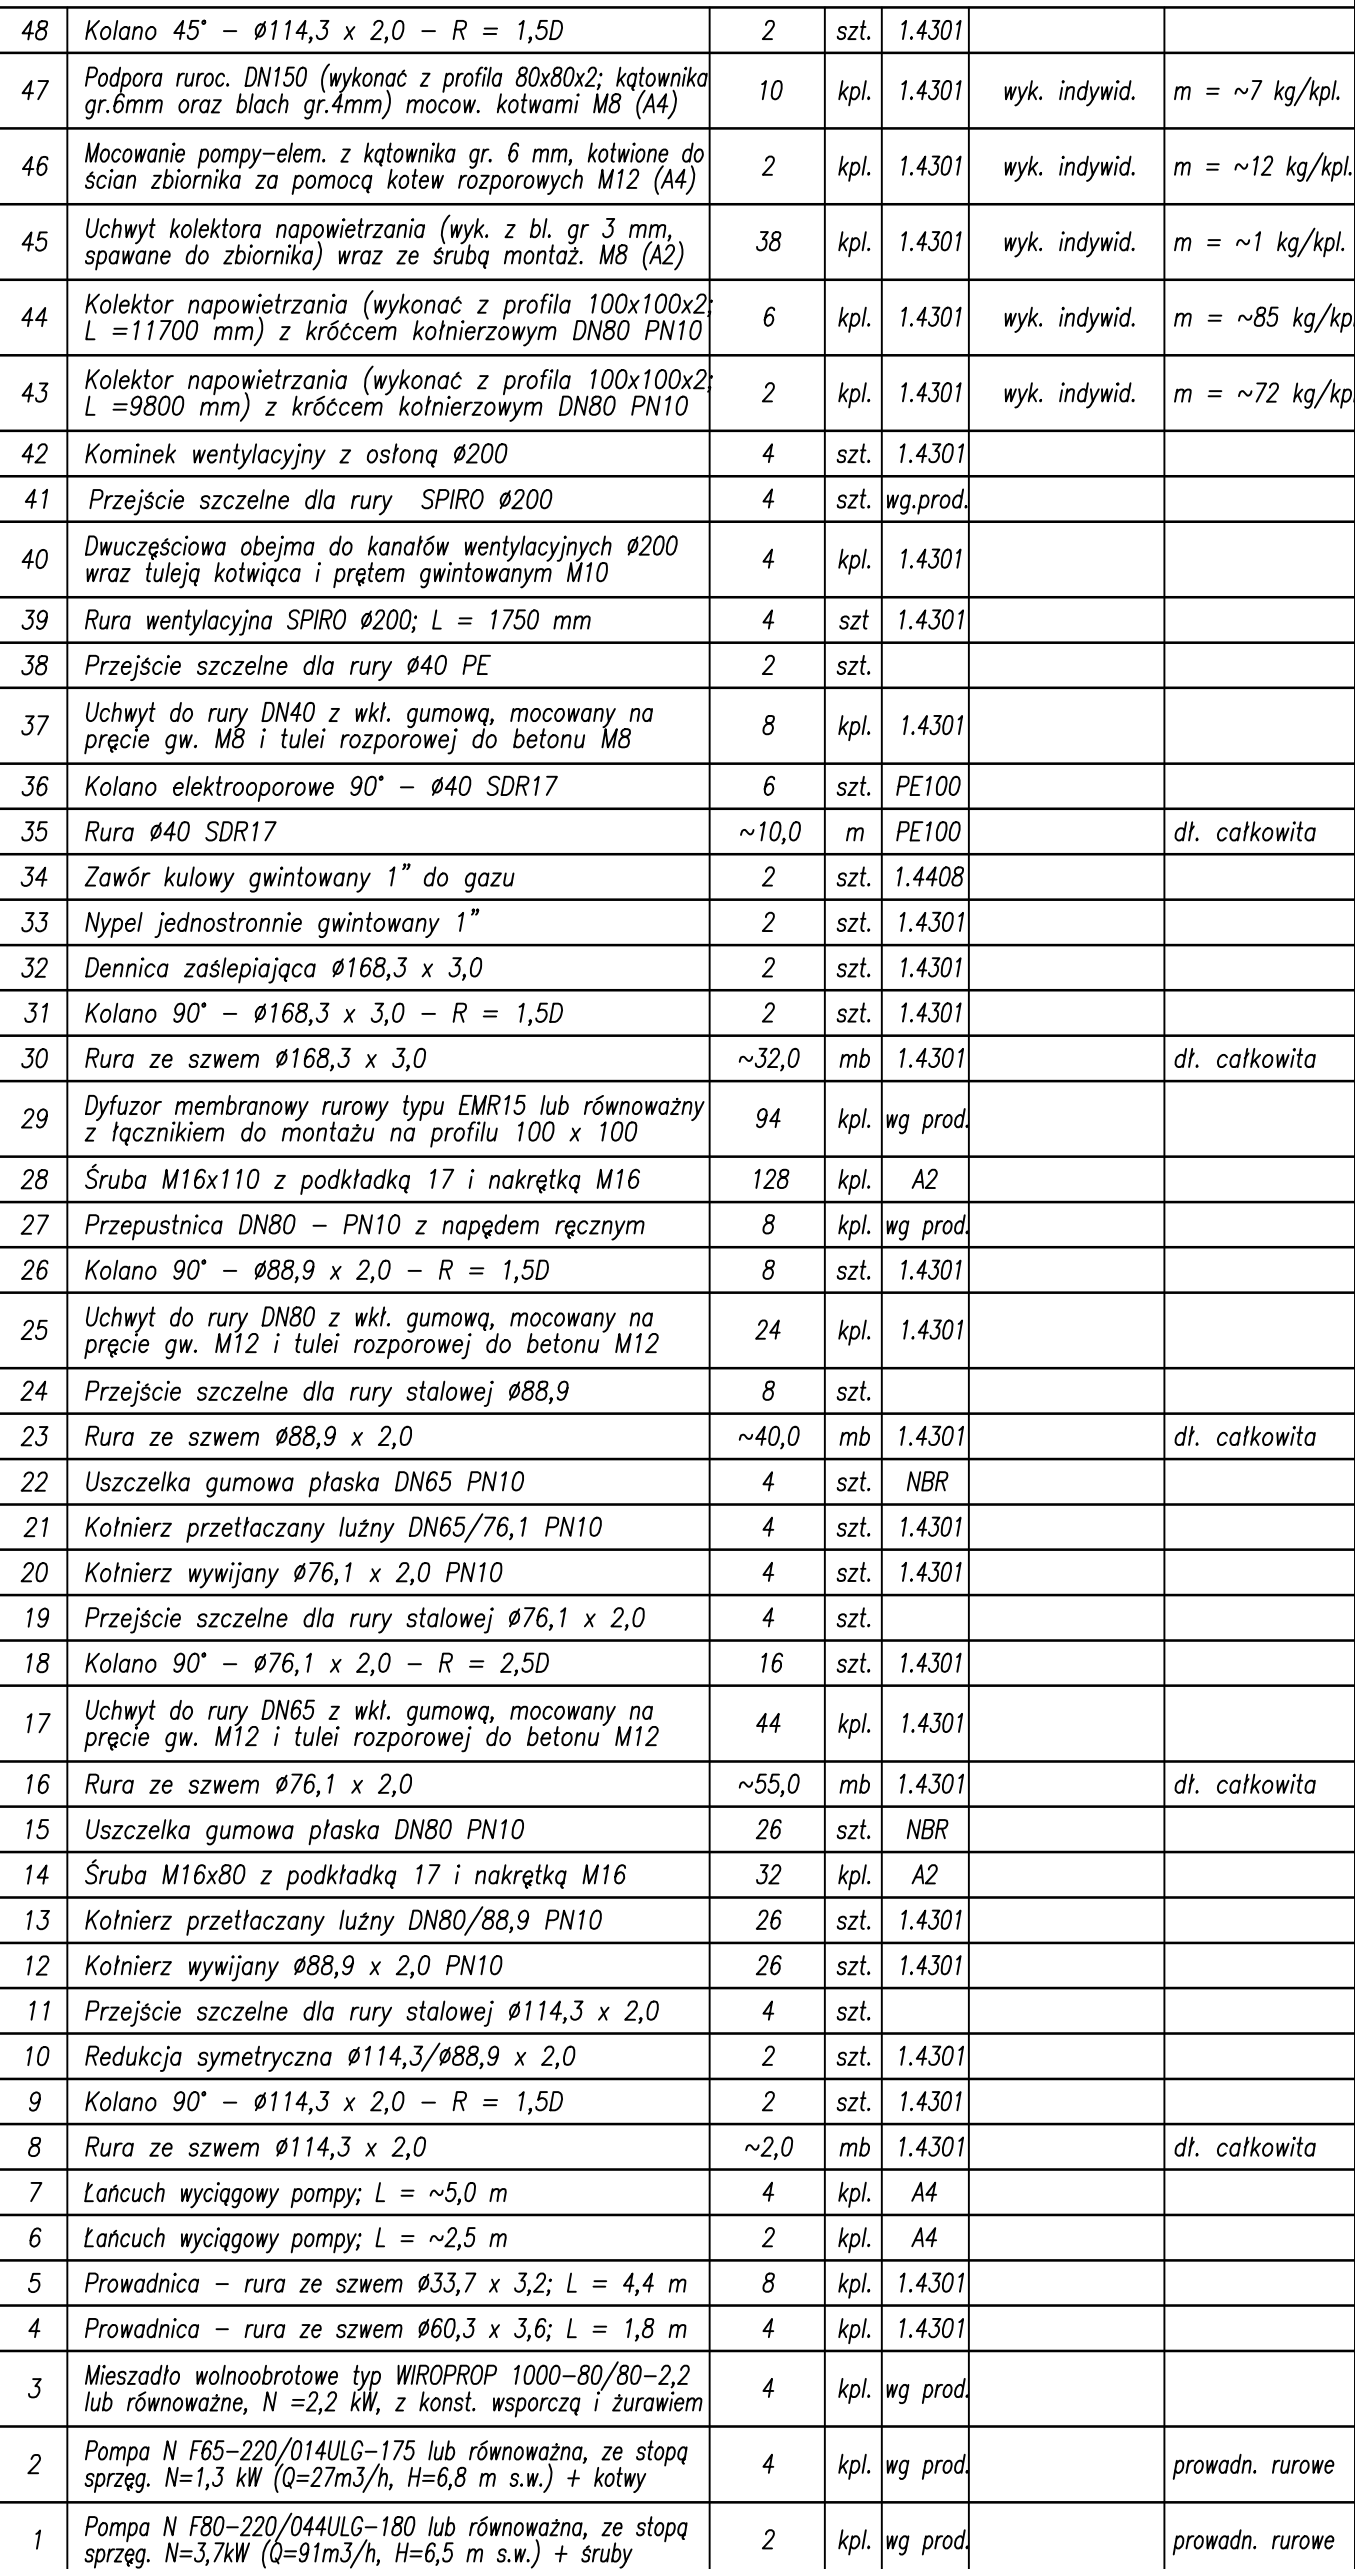 48 Kolano 45° – ø114,3 x 2,0 – R = 1,5D 2 szt. 1.4301
47 Podpora ruroc. DN150 (wykonać z profila 80x80x2; kątownika
gr.6mm oraz blach gr.4mm) mocow. kotwami M8 (A4) 10 kpl. 1.4301 wyk. indywid. m = ~7 kg/kpl.
46 Mocowanie pompy–elem. z kątownika gr. 6 mm, kotwione do
ścian zbiornika za pomocą kotew rozporowych M12 (A4) 2 kpl. 1.4301 wyk. indywid. m = ~12 kg/kpl.
45 Uchwyt kolektora napowietrzania (wyk. z bl. gr 3 mm,
spawane do zbiornika) wraz ze śrubą montaż. M8 (A2) 38 kpl. 1.4301 wyk. indywid. m = ~1 kg/kpl.
44 Kolektor napowietrzania (wykonać z profila 100x100x2;
L =11700 mm) z króćcem kołnierzowym DN80 PN10 6 kpl. 1.4301 wyk. indywid. m = ~85 kg/kp
43 Kolektor napowietrzania (wykonać z profila 100x100x2;
L =9800 mm) z króćcem kołnierzowym DN80 PN10 2 kpl. 1.4301 wyk. indywid. m = ~72 kg/kp
42 Kominek wentylacyjny z osłoną ø200 4 szt. 1.4301
41 Przejście szczelne dla rury SPIRO ø200 4 szt. wg.prod.
40 Dwuczęściowa obejma do kanałów wentylacyjnych ø200
wraz tuleją kotwiąca i prętem gwintowanym M10 4 kpl. 1.4301
39 Rura wentylacyjna SPIRO ø200; L = 1750 mm 4 szt 1.4301
38 Przejście szczelne dla rury ø40 PE 2 szt.
37 Uchwyt do rury DN40 z wkł. gumową, mocowany na
pręcie gw. M8 i tulei rozporowej do betonu M8 8 kpl. 1.4301
36 Kolano elektrooporowe 90° – ø40 SDR17 6 szt. PE100
35 Rura ø40 SDR17 ~10,0 m PE100 dł. całkowita
34 Zawór kulowy gwintowany 1” do gazu 2 szt. 1.4408
33 Nypel jednostronnie gwintowany 1” 2 szt. 1.4301
32 Dennica zaślepiająca ø168,3 x 3,0 2 szt. 1.4301
31 Kolano 90° – ø168,3 x 3,0 – R = 1,5D 2 szt. 1.4301
30 Rura ze szwem ø168,3 x 3,0 ~32,0 mb 1.4301 dł. całkowita
29 Dyfuzor membranowy rurowy typu EMR15 lub równoważny
z łącznikiem do montażu na profilu 100 x 100 94 kpl. wg prod.
28 Śruba M16x110 z podkładką 17 i nakrętką M16 128 kpl. A2
27 Przepustnica DN80 – PN10 z napędem ręcznym 8 kpl. wg prod.
26 Kolano 90° – ø88,9 x 2,0 – R = 1,5D 8 szt. 1.4301
25 Uchwyt do rury DN80 z wkł. gumową, mocowany na
pręcie gw. M12 i tulei rozporowej do betonu M12 24 kpl. 1.4301
24 Przejście szczelne dla rury stalowej ø88,9 8 szt.
23 Rura ze szwem ø88,9 x 2,0 ~40,0 mb 1.4301 dł. całkowita
22 Uszczelka gumowa płaska DN65 PN10 4 szt. NBR
21 Kołnierz przetłaczany luźny DN65/76,1 PN10 4 szt. 1.4301
20 Kołnierz wywijany ø76,1 x 2,0 PN10 4 szt. 1.4301
19 Przejście szczelne dla rury stalowej ø76,1 x 2,0 4 szt.
18 Kolano 90° – ø76,1 x 2,0 – R = 2,5D 16 szt. 1.4301
17 Uchwyt do rury DN65 z wkł. gumową, mocowany na
pręcie gw. M12 i tulei rozporowej do betonu M12 44 kpl. 1.4301
16 Rura ze szwem ø76,1 x 2,0 ~55,0 mb 1.4301 dł. całkowita
15 Uszczelka gumowa płaska DN80 PN10 26 szt. NBR
14 Śruba M16x80 z podkładką 17 i nakrętką M16 32 kpl. A2
13 Kołnierz przetłaczany luźny DN80/88,9 PN10 26 szt. 1.4301
12 Kołnierz wywijany ø88,9 x 2,0 PN10 26 szt. 1.4301
11 Przejście szczelne dla rury stalowej ø114,3 x 2,0 4 szt.
10 Redukcja symetryczna ø114,3/ø88,9 x 2,0 2 szt. 1.4301
9 Kolano 90° – ø114,3 x 2,0 – R = 1,5D 2 szt. 1.4301
8 Rura ze szwem ø114,3 x 2,0 ~2,0 mb 1.4301 dł. całkowita
7 Łańcuch wyciągowy pompy; L = ~5,0 m 4 kpl. A4
6 Łańcuch wyciągowy pompy; L = ~2,5 m 2 kpl. A4
5 Prowadnica – rura ze szwem ø33,7 x 3,2; L = 4,4 m 8 kpl. 1.4301
4 Prowadnica – rura ze szwem ø60,3 x 3,6; L = 1,8 m 4 kpl. 1.4301
3 Mieszadło wolnoobrotowe typ WIROPROP 1000–80/80–2,2
lub równoważne, N =2,2 kW, z konst. wsporczą i żurawiem 4 kpl. wg prod.
2 Pompa N F65–220/014ULG–175 lub równoważna, ze stopą
sprzęg. N=1,3 kW (Q=27m3/h, H=6,8 m s.w.) + kotwy 4 kpl. wg prod. prowadn. rurowe
1 Pompa N F80–220/044ULG–180 lub równoważna, ze stopą
sprzęg. N=3,7kW (Q=91m3/h, H=6,5 m s.w.) + śruby 2 kpl. wg prod. prowadn. rurowe